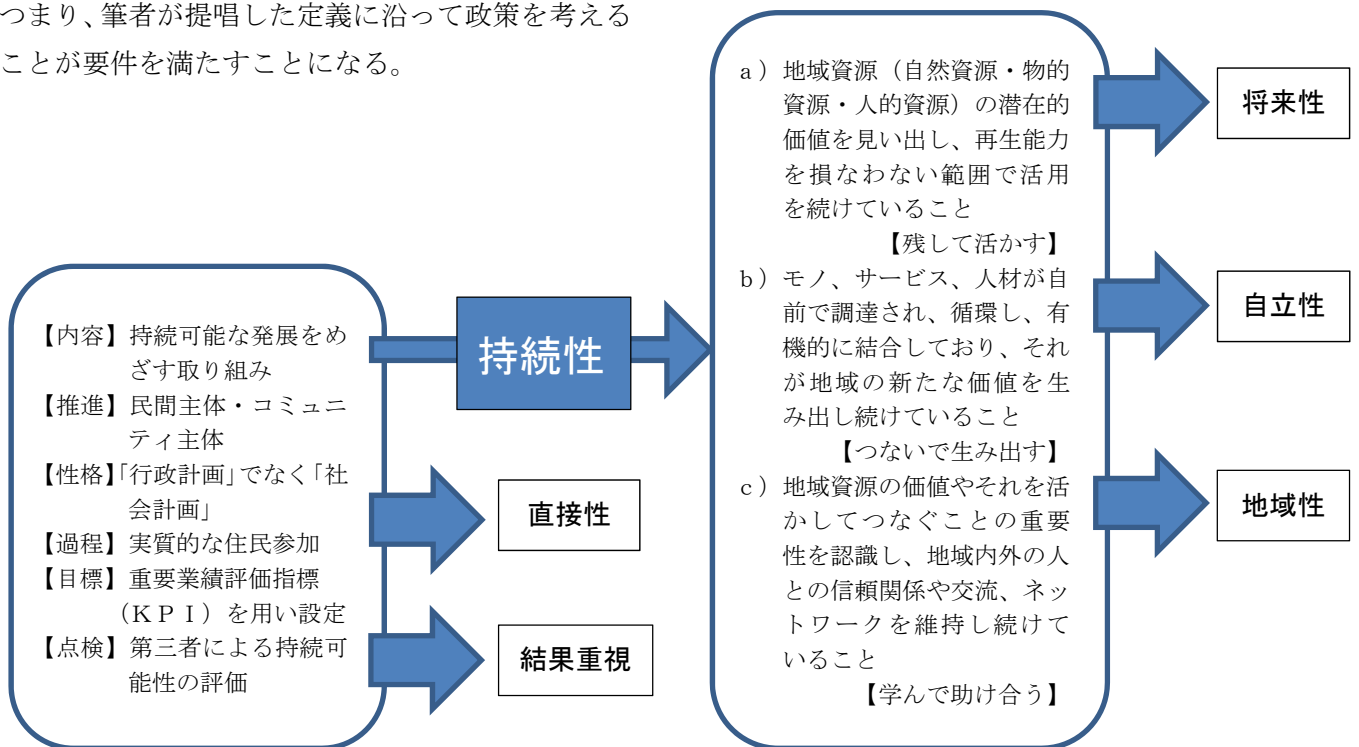 つまり、筆者が提唱した定義に沿って政策を考える
ことが要件を満たすことになる。
【内容】持続可能な発展をめ
ざす取り組み
【推進】民間主体・コミュニ
ティ主体
【性格】「行政計画」でなく「社
会計画」
【過程】実質的な住民参加
【目標】重要業績評価指標
(ＫＰＩ）を用い設定
【点検】第三者による持続可
能性の評価
持続性
直接性
結果重視
a）地域資源（自然資源・物的
資源・人的資源）の潜在的
価値を見い出し、再生能力
を損なわない範囲で活用
を続けていること
【残して活かす】
b）モノ、サービス、人材が自
前で調達され、循環し、有
機的に結合しており、それ
が地域の新たな価値を生
み出し続けていること
【つないで生み出す】
c）地域資源の価値やそれを活
かしてつなぐことの重要
性を認識し、地域内外の人
との信頼関係や交流、ネッ
トワークを維持し続けて
いること
【学んで助け合う】
将来性
自立性
地域性